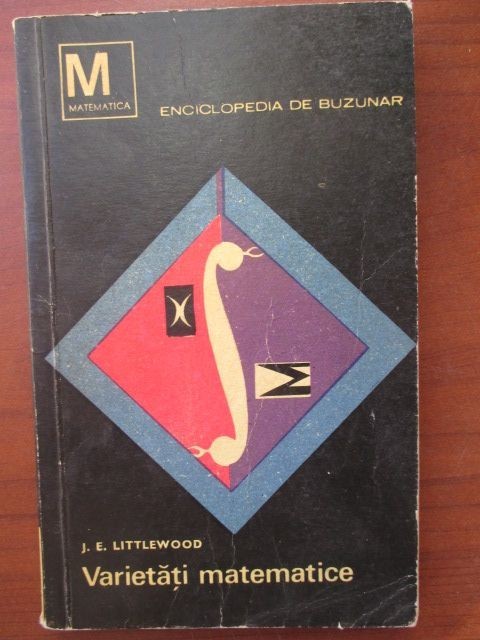 M
MATEMATICA
ENCICLOPEDIA DE BUZUNAR
M
J. E. LITTLEWOOD
Varietăți matematice